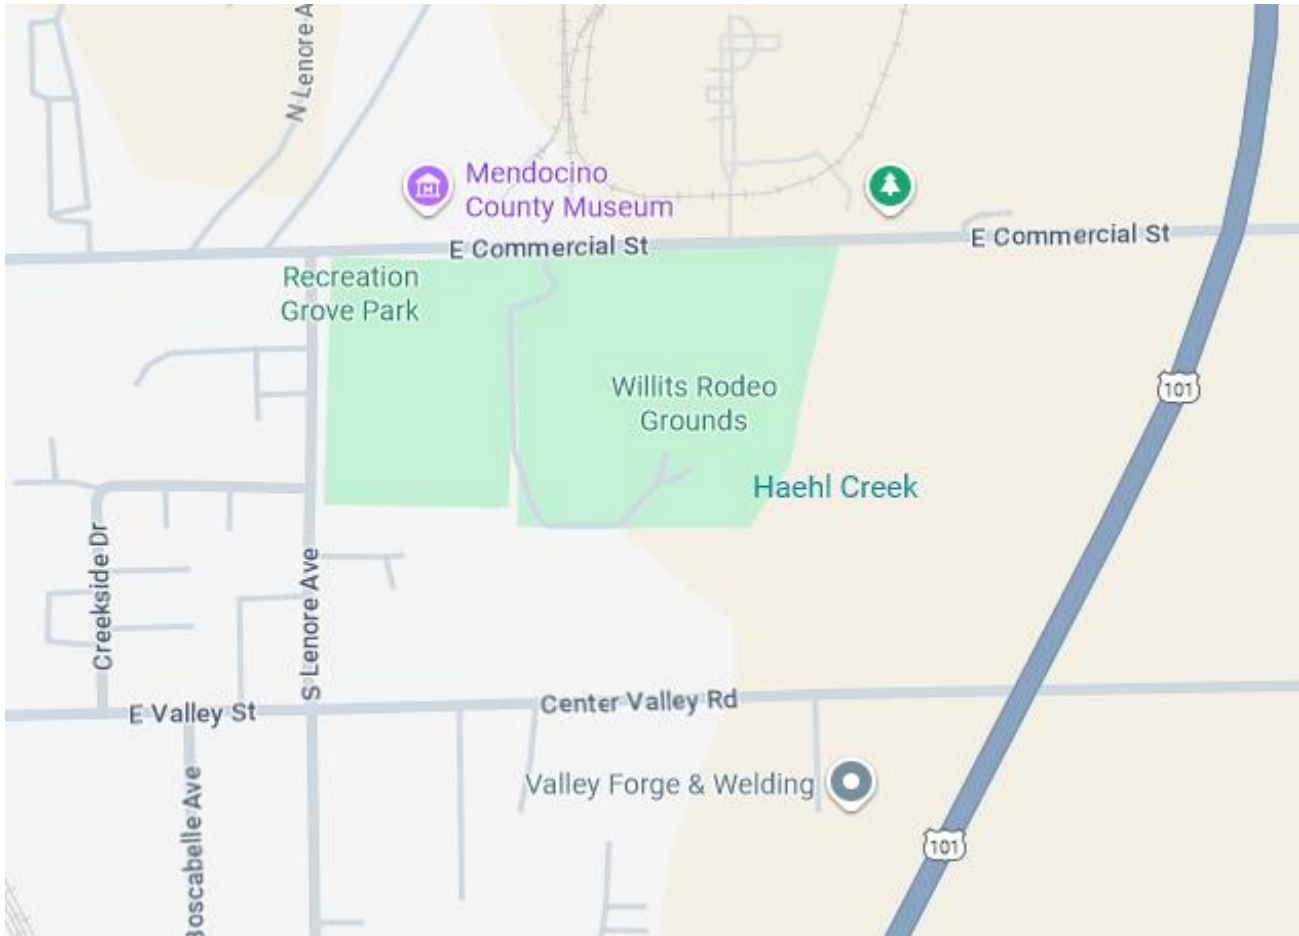 N Lenore A
Mendocino
County Museum
E Commercial St
E Commercial St
Recreation
Grove Park
Willits Rodeo
Grounds
101
Haehl Creek
Creekside Dr
S Lenore Ave
E Valley St
Center Valley Rd
Valley Forge & Welding
Boscabelle Ave
101